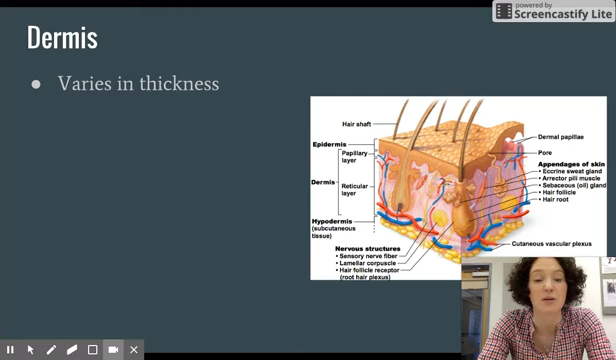 powered by
Screencastify Lite
Dermis
● Varies in thickness
Hair shaft
Epidermis
Papillary
layer
Dermis
Reticular
layer
Hypodermis
(subcutaneous
tissue)
Nervous structures
• Sensory nerve fiber
• Lamellar corpuscle
• Hair follicle receptor
(root hair plexus)
Dermal papillae
Pore
Appendages of skin
• Eccrine sweat gland
• Arrector pili muscle
• Sebaceous (oil) gland
• Hair follicle
• Hair root
Cutaneous vascular plexus